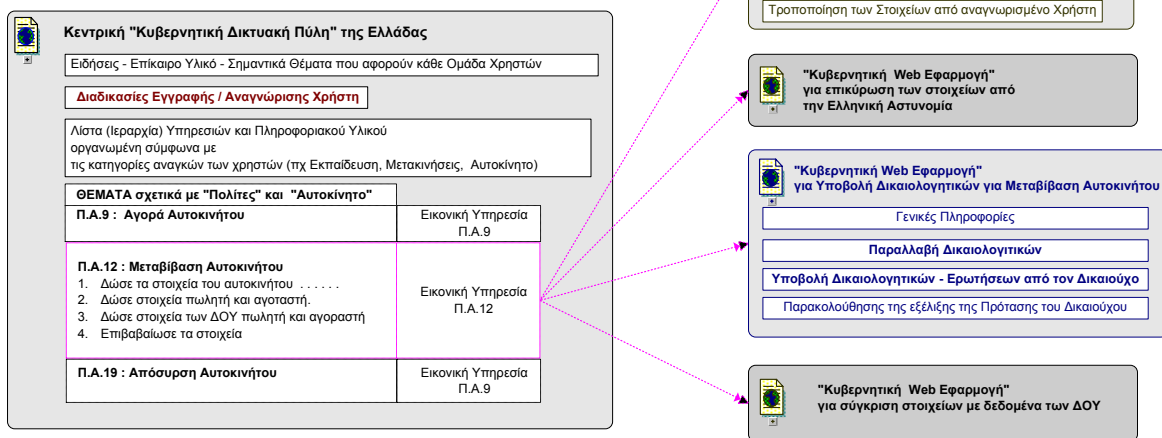 Κεντρική "Κυβερνητική Δικτυακή Πύλη" της Ελλάδας
Ειδήσεις - Επίκαιρο Υλικό - Σημαντικά Θέματα που αφορούν κάθε Ομάδα Χρηστών
Διαδικασίες Εγγραφής / Αναγνώρισης Χρήστη
Λίστα (Ιεραρχία) Υπηρεσιών και Πληροφοριακού Υλικού
οργανωμένη σύμφωνα με
τις κατηγορίες αναγκών των χρηστών (πχ Εκπαίδευση, Μετακινήσεις, Αυτοκίνητο)
ΘΕΜΑΤΑ σχετικά με "Πολίτες" και "Αυτοκίνητο"
Π.Α.9 : Αγορά Αυτοκινήτου
Εικονική Υπηρεσία
Π.Α.9
Π.Α.12 : Μεταβίβαση Αυτοκινήτου
1. Δώσε τα στοιχεία του αυτοκινήτου . . . . . .
2. Δώσε στοιχεία πωλητή και αγοταστή.
3. Δώσε στοιχεία των ΔΟΥ πωλητή και αγοραστή
4. Επιβαβαίωσε τα στοιχεία
Εικονική Υπηρεσία
Π.Α.12
Π.Α.19 : Απόσυρση Αυτοκινήτου
Εικονική Υπηρεσία
Π.Α.9
Τροποποίηση των Στοιχείων από αναγνωρισμένο Χρήστη
"Κυβερνητική Web Εφαρμογή"
για επικύρωση των στοιχείων από
την Ελληνική Αστυνομία
"Κυβερνητική Web Εφαρμογή"
για Υποβολή Δικαιολογητικών για Μεταβίβαση Αυτοκινήτου
Γενικές Πληροφορίες
Παραλλαβή Δικαιολογιτικών
Υποβολή Δικαιολογητικών - Ερωτήσεων από τον Δικαιούχο
Παρακολούθησης της εξέλιξης της Πρότασης του Δικαιούχου
"Κυβερνητική Web Εφαρμογή"
για σύγκριση στοιχείων με δεδομένα των ΔΟΥ